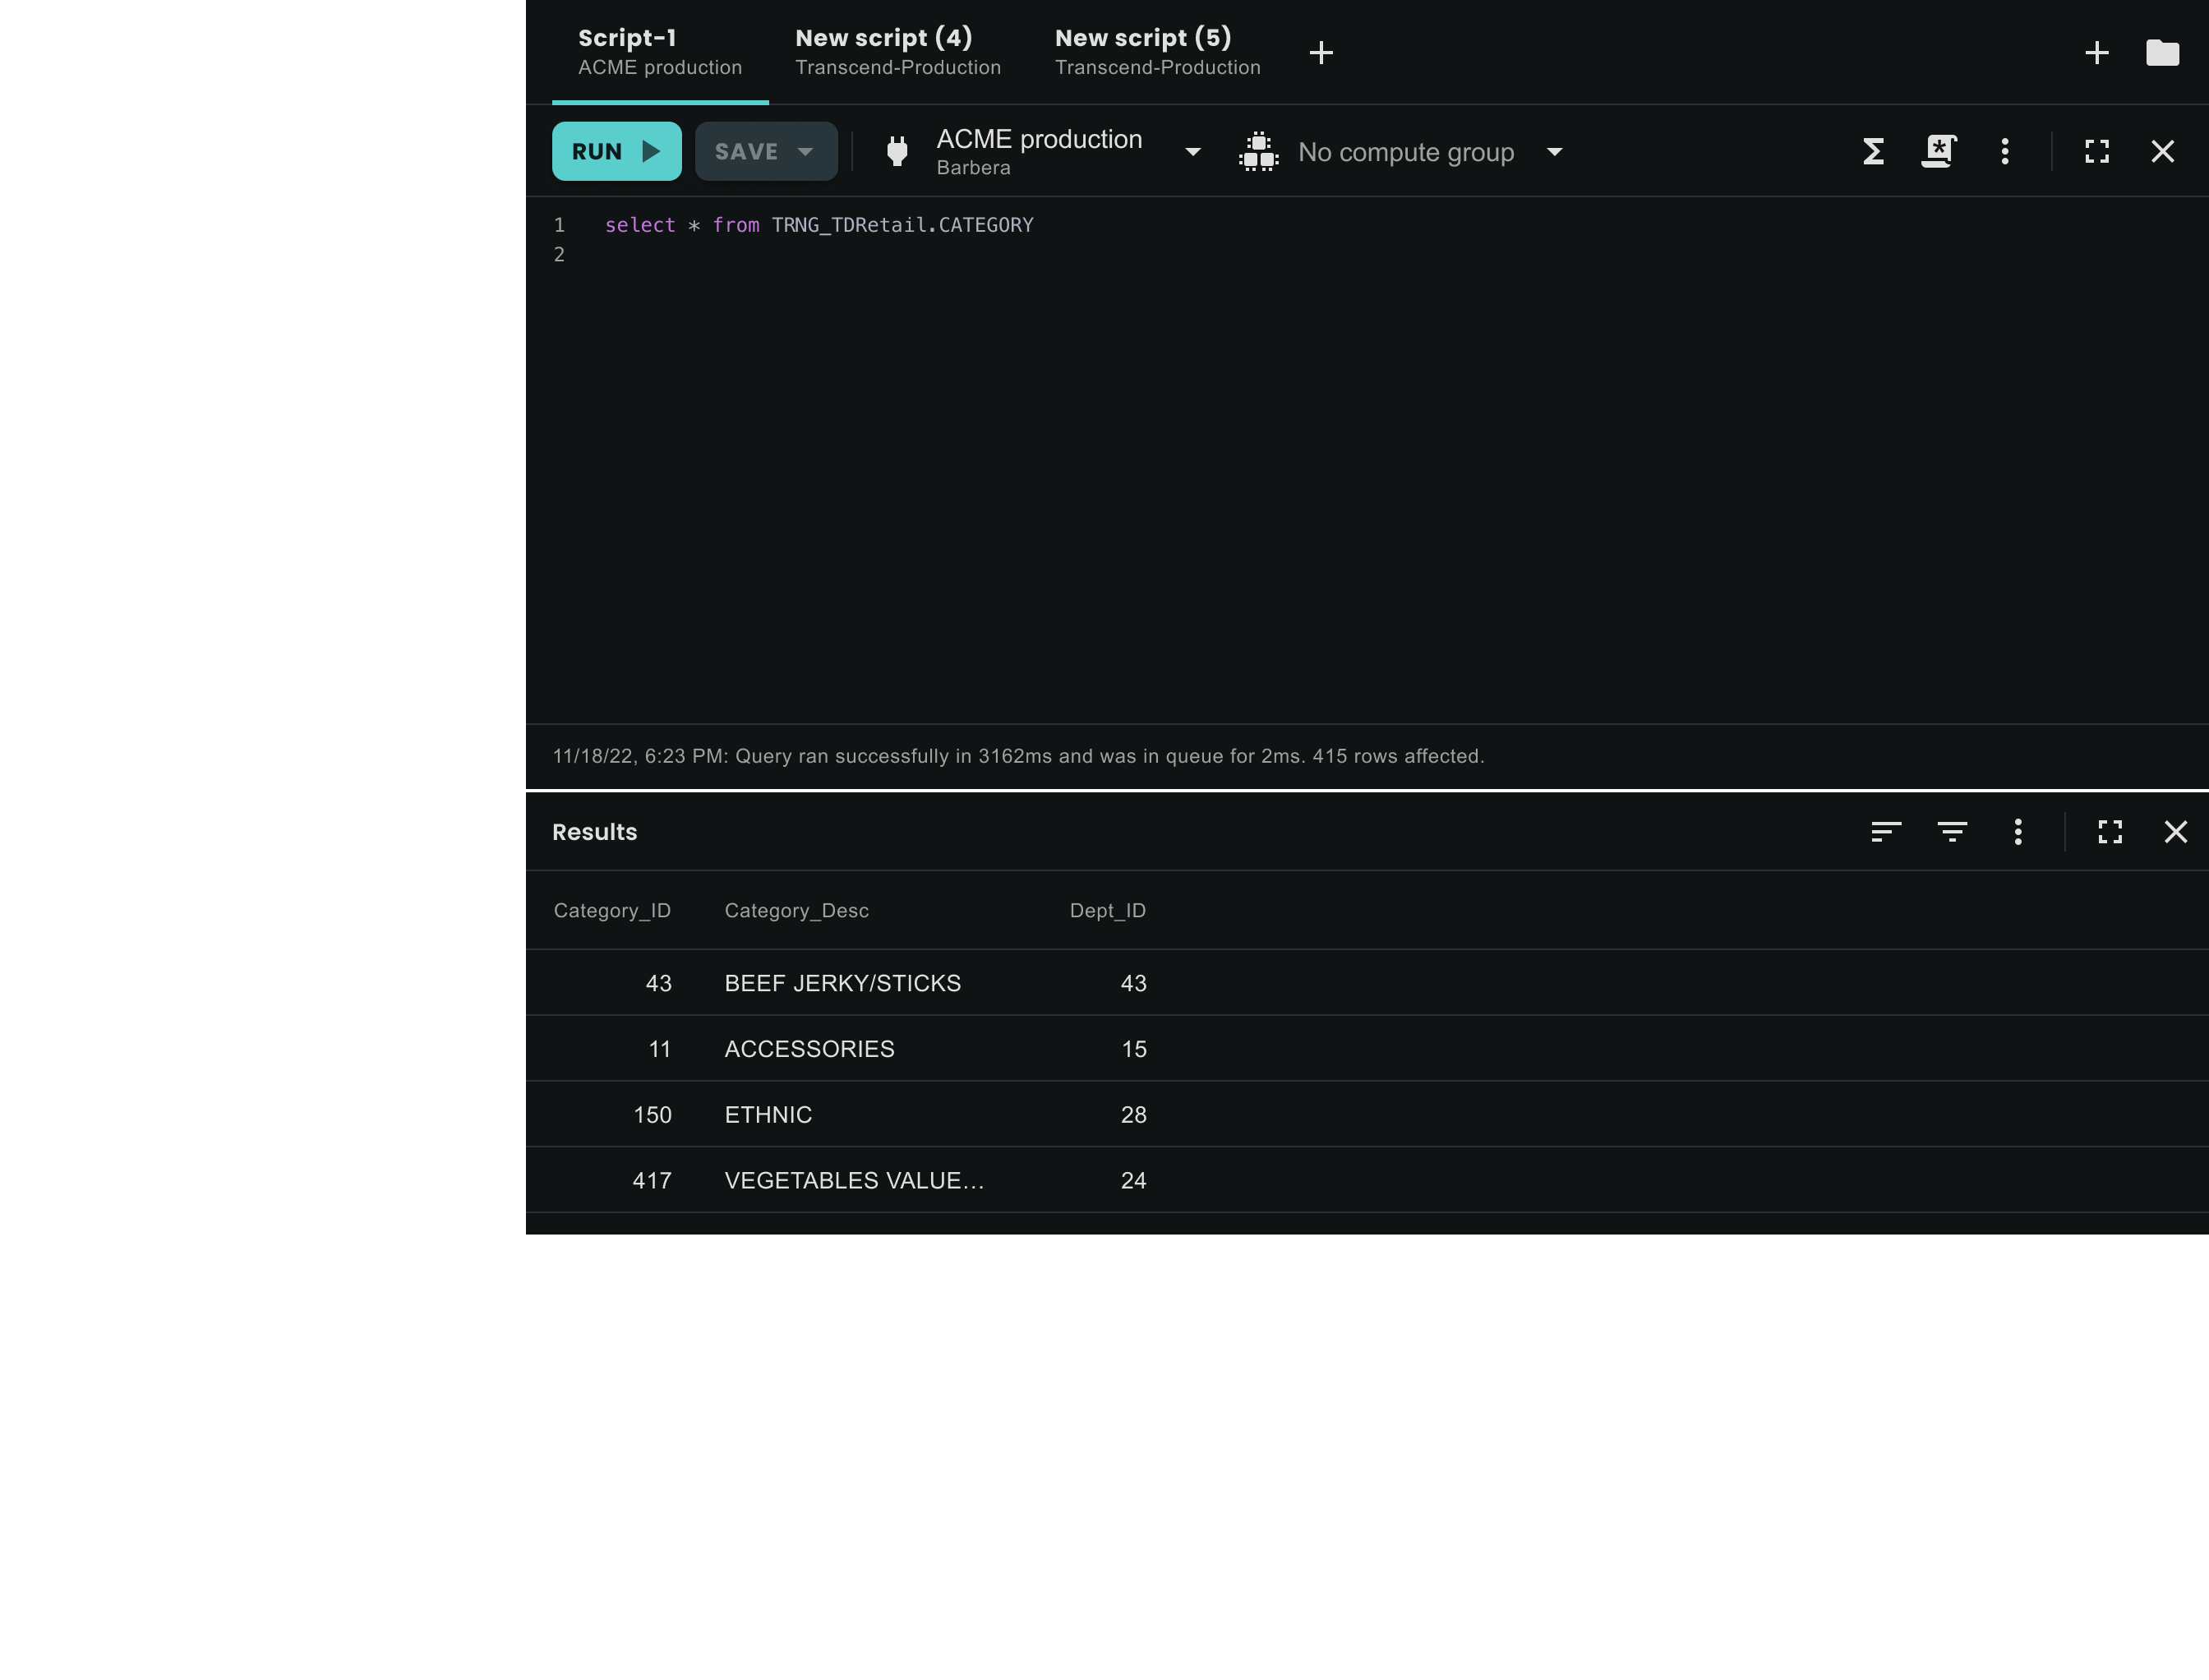 Script-1 New script (4) New script (5)
ACME production Transcend-Production Transcend-Production
RUN SAVE ACME production No compute group
Barbera
1 select * from TRNG_TDRetail.CATEGORY
2
11/18/22, 6:23 PM: Query ran successfully in 3162ms and was in queue for 2ms. 415 rows affected.
Results
Category_ID Category_Desc Dept_ID
43 BEEF JERKY/STICKS 43
11 ACCESSORIES 15
150 ETHNIC 28
417 VEGETABLES VALUE… 24